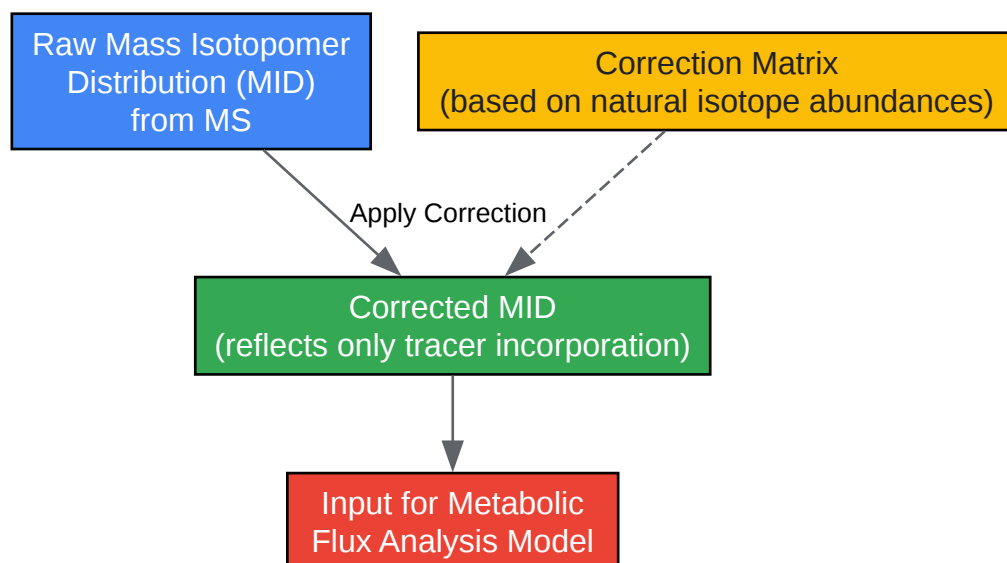 Raw Mass Isotopomer
Distribution (MID)
from MS
Correction Matrix
(based on natural isotope abundances)
Apply Correction
Corrected MID
(reflects only tracer incorporation)
Input for Metabolic
Flux Analysis Model